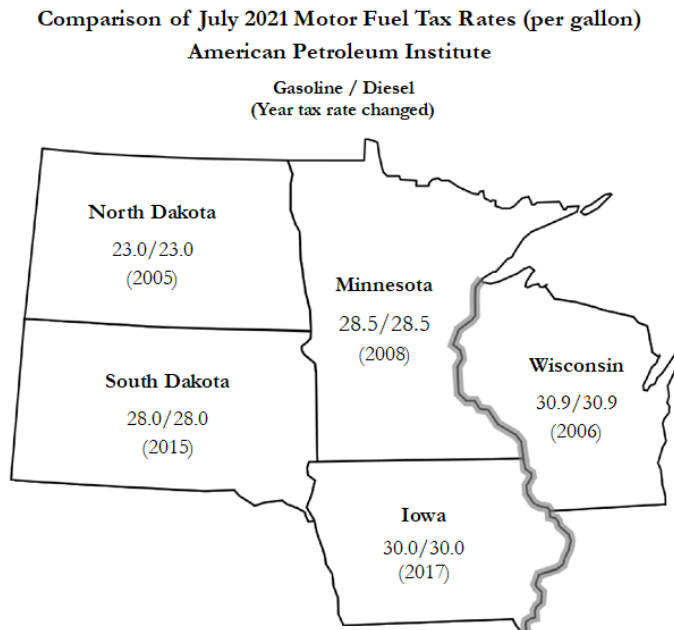 Comparison of July 2021 Motor Fuel Tax Rates (per gallon)
American Petroleum Institute
Gasoline / Diesel
(Year tax rate changed)
North Dakota
23.0/23.0
(2005)
Minnesota
28.5/28.5
(2008)
South Dakota
28.0/28.0
(2015)
Wisconsin
30.9/30.9
(2006)
Iowa
30.0/30.0
(2017)